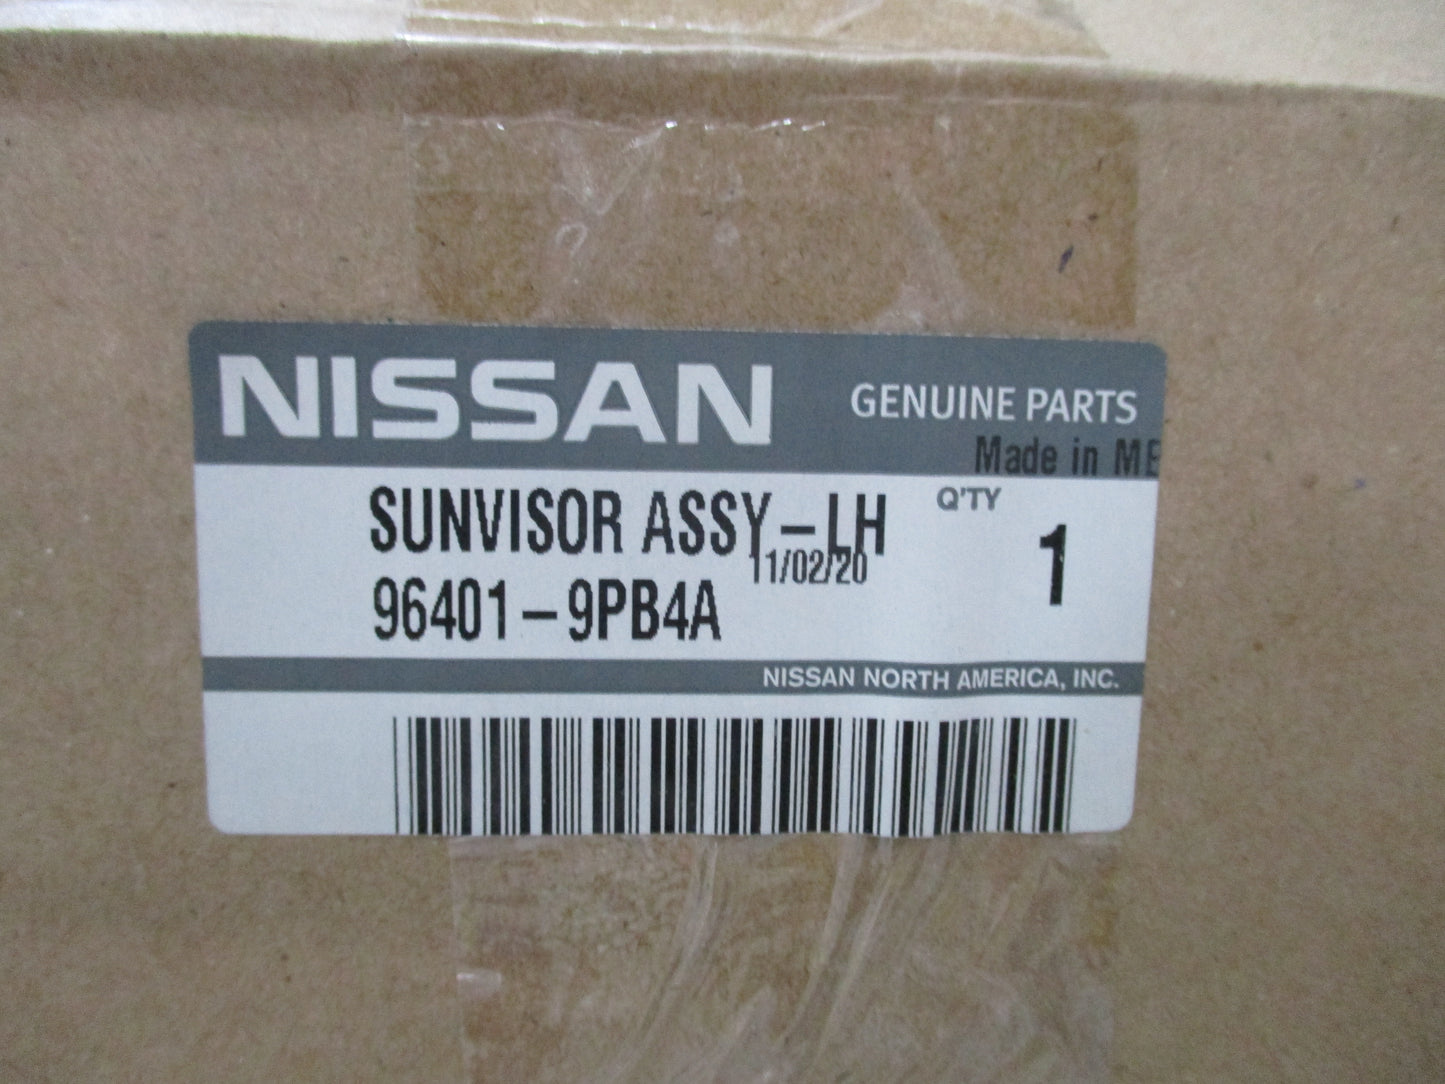 NISSAN
GENUINE PARTS
Made in ME
SUNVISOR ASSY-LH
Q'TY
1
11/02/20
96401-9PB4A
NISSAN NORTH AMERICA, INC.